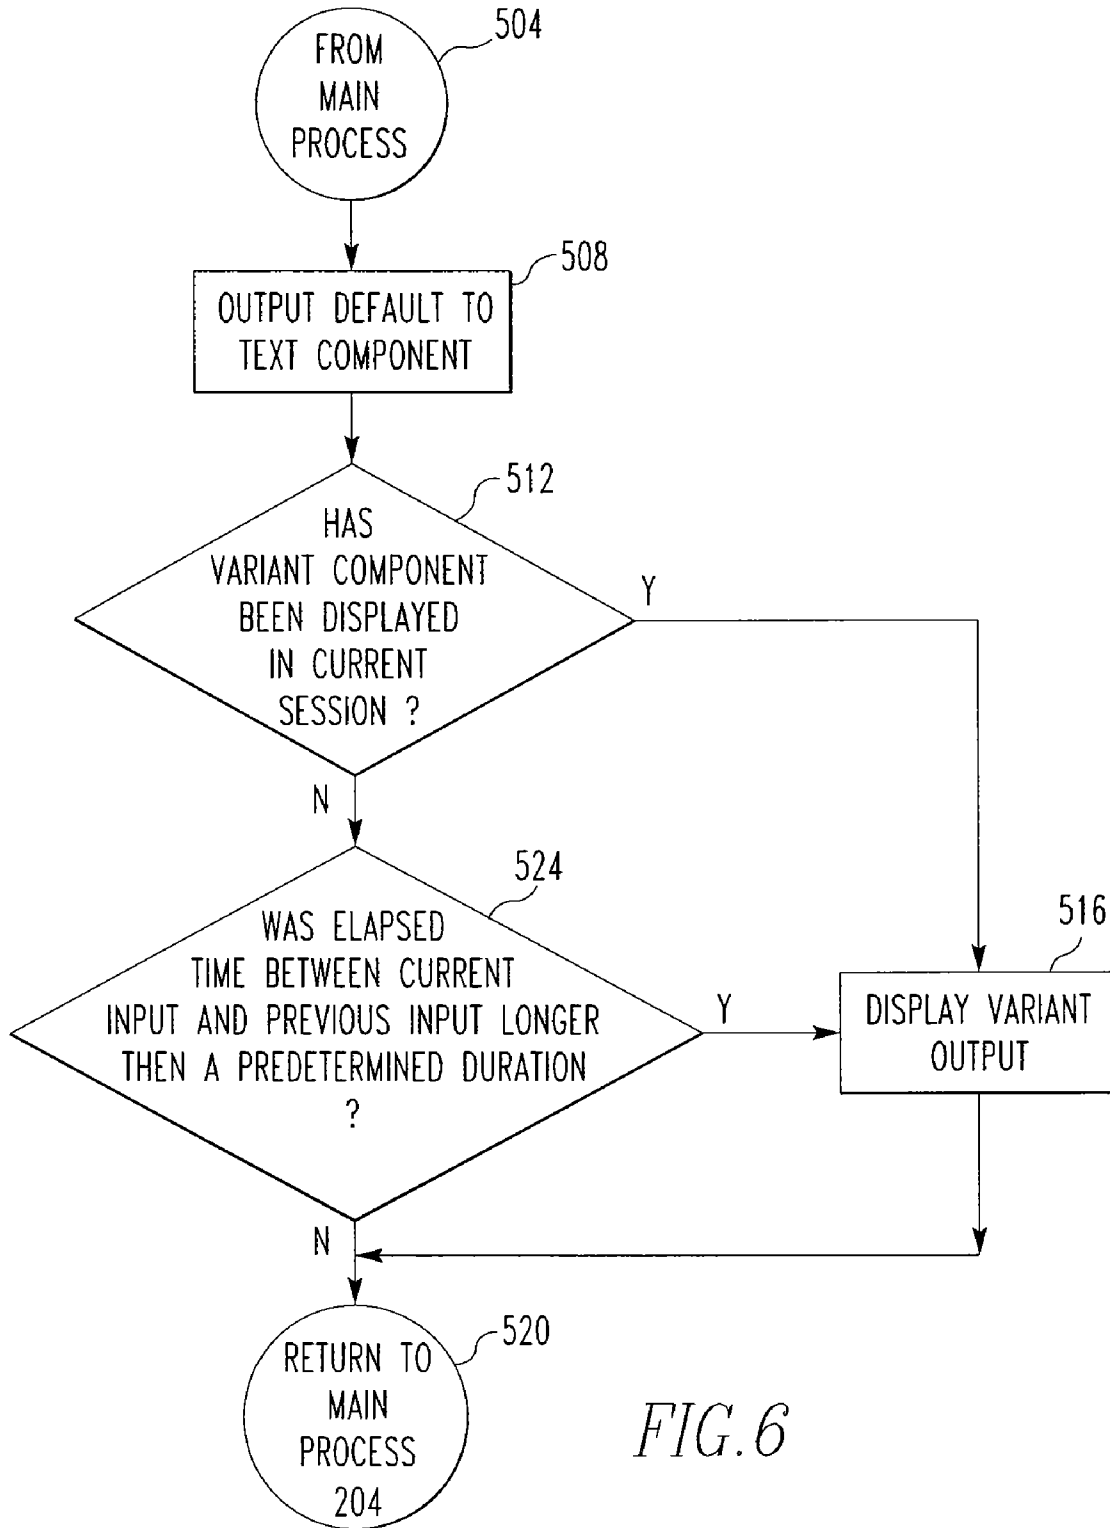 504
FROM
MAIN
PROCESS
508
OUTPUT DEFAULT TO
TEXT COMPONENT
512
HAS
VARIANT COMPONENT
BEEN DISPLAYED
IN CURRENT
SESSION ?
Y
N
524
WAS ELAPSED
TIME BETWEEN CURRENT
INPUT AND PREVIOUS INPUT LONGER
THEN A PREDETERMINED DURATION
?
Y
516
DISPLAY VARIANT
OUTPUT
N
520
RETURN TO
MAIN
PROCESS
204
FIG.6